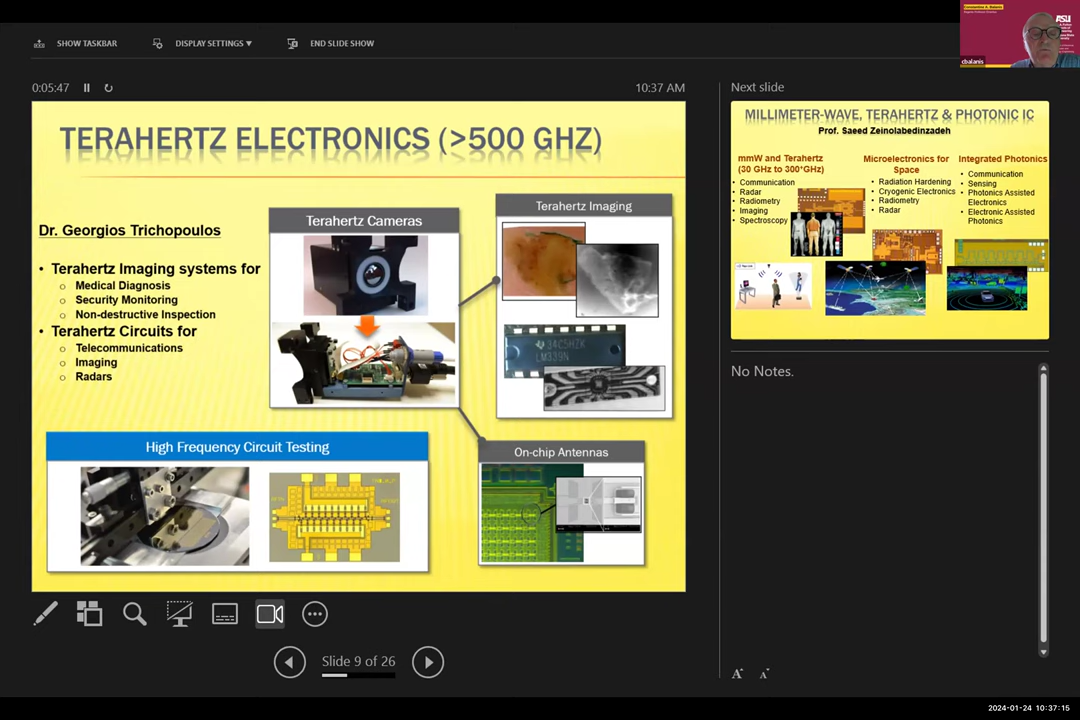 SHOW TASKBAR
DISPLAY SETTINGS ▼
END SLIDE SHOW
Constantine A. Balanis
ASU
cbalanis
0:05:47
10:37 AM
TERAHERTZ ELECTRONICS (>500 GHZ)
Dr. Georgios Trichopoulos
• Terahertz Imaging systems for
o Medical Diagnosis
o Security Monitoring
o Non-destructive Inspection
• Terahertz Circuits for
o Telecommunications
o Imaging
o Radars
Terahertz Cameras
Terahertz Imaging
34C5HZK
LM339N
High Frequency Circuit Testing
On-chip Antennas
Next slide
MILLIMETER-WAVE, TERAHERTZ & PHOTONIC IC
Prof. Saeed Zeinolabedinzadeh
mmW and Terahertz
(30 GHz to 300+GHz)
• Communication
• Radar
• Radiometry
• Imaging
• Spectroscopy
Microelectronics for
Space
• Radiation Hardening
• Cryogenic Electronics
• Radiometry
• Radar
Integrated Photonics
• Communication
• Sensing
• Photonics Assisted
Electronics
• Electronic Assisted
Photonics
No Notes.
Slide 9 of 26
A A
2024-01-24 10:37:15